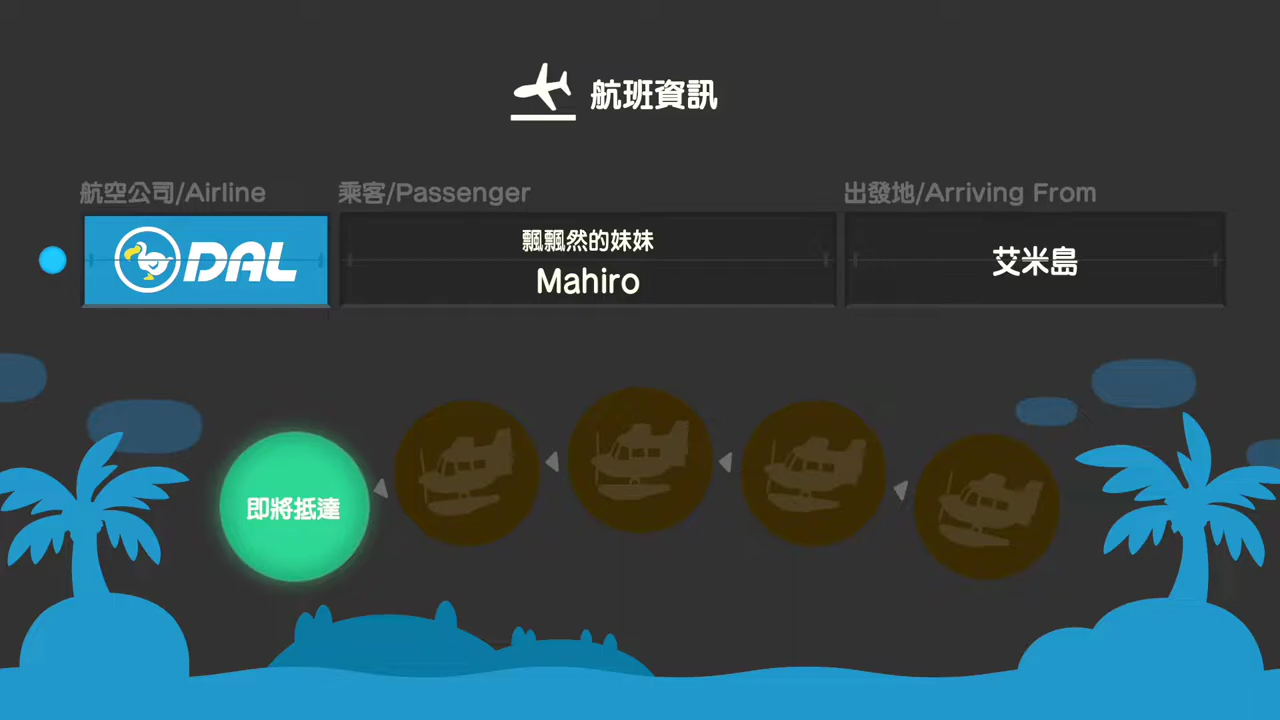 航班資訊
航空公司/Airline
乘客/Passenger
出發地/Arriving From
DAL
飄飄然的妹妹
Mahiro
艾米島
即將抵達